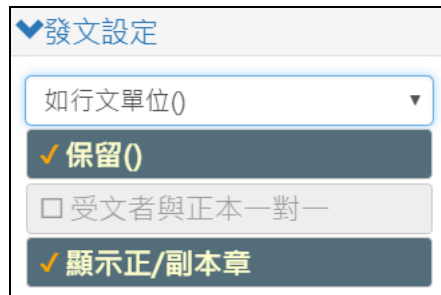 發文設定
如行文單位()
✓保留()
□受文者與正本一對一
✓顯示正/副本章